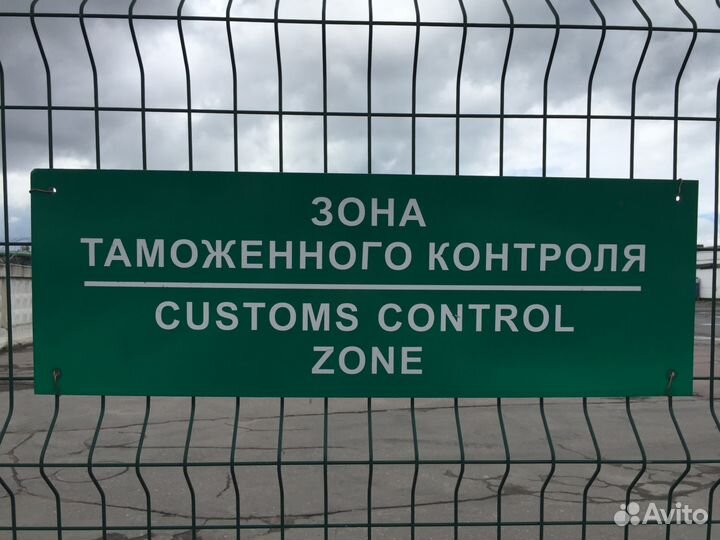 ЗОНА
ТАМОЖЕННОГО КОНТРОЛЯ
CUSTOMS CONTROL
ZONE
Avito